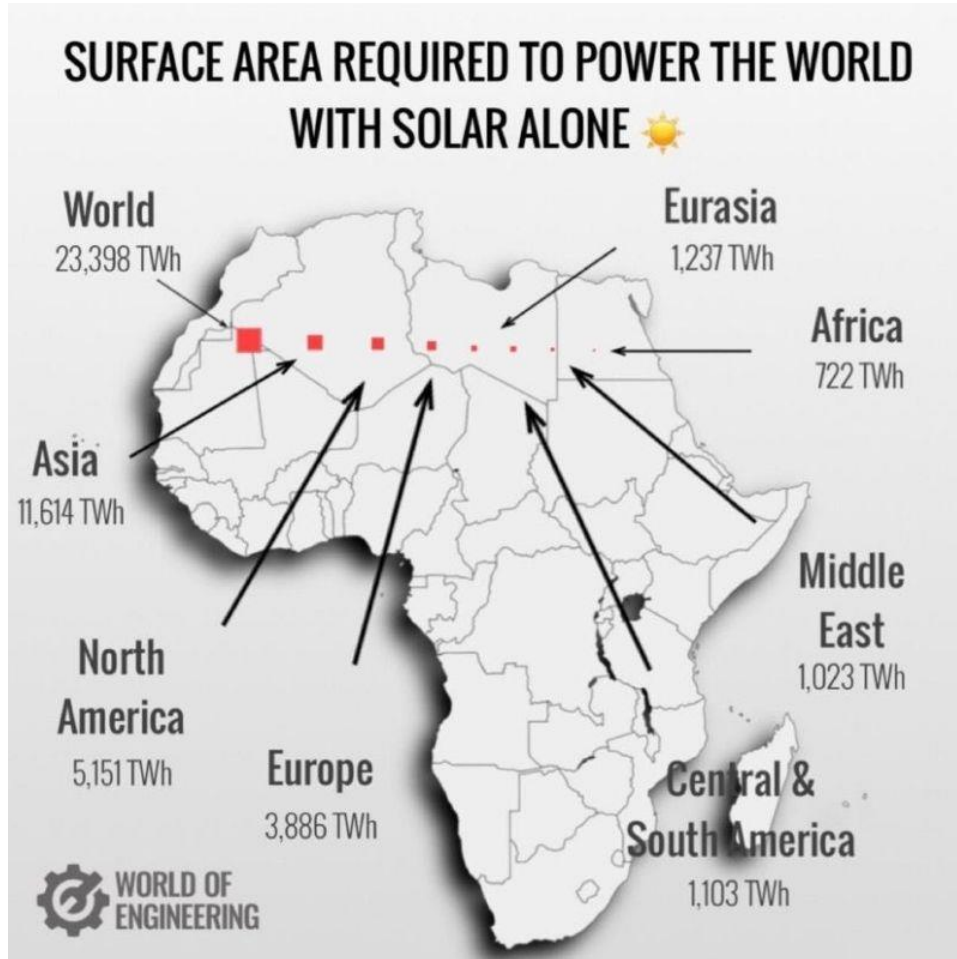 SURFACE AREA REQUIRED TO POWER THE WORLD
WITH SOLAR ALONE ☀️
World
23,398 TWh
Eurasia
1,237 TWh
Africa
722 TWh
Asia
11,614 TWh
Middle
East
1,023 TWh
North
America
5,151 TWh
Europe
3,886 TWh
Central &
South America
1,103 TWh
WORLD OF
ENGINEERING